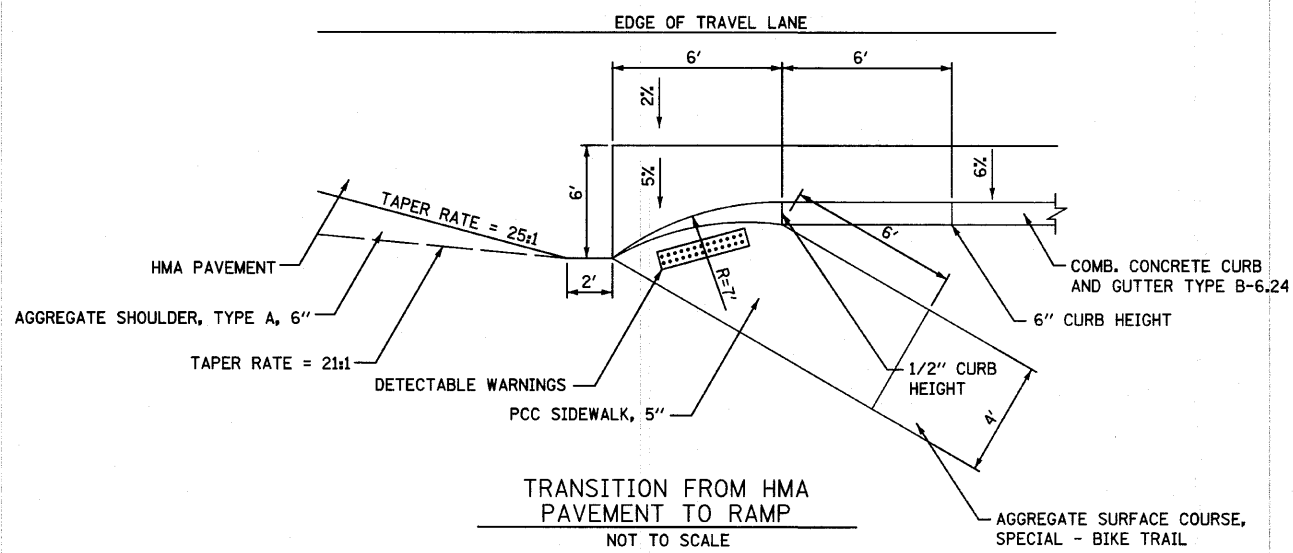 EDGE OF TRAVEL LANE
6'
6'
2%
6'
5%
6%
TAPER RATE = 25:1
6'
HMA PAVEMENT
2'
R=7'
COMB. CONCRETE CURB
AND GUTTER TYPE B-6.24
AGGREGATE SHOULDER, TYPE A, 6"
6" CURB HEIGHT
TAPER RATE = 21:1
DETECTABLE WARNINGS
1/2" CURB
HEIGHT
PCC SIDEWALK, 5"
4'
TRANSITION FROM HMA
PAVEMENT TO RAMP
NOT TO SCALE
AGGREGATE SURFACE COURSE,
SPECIAL - BIKE TRAIL